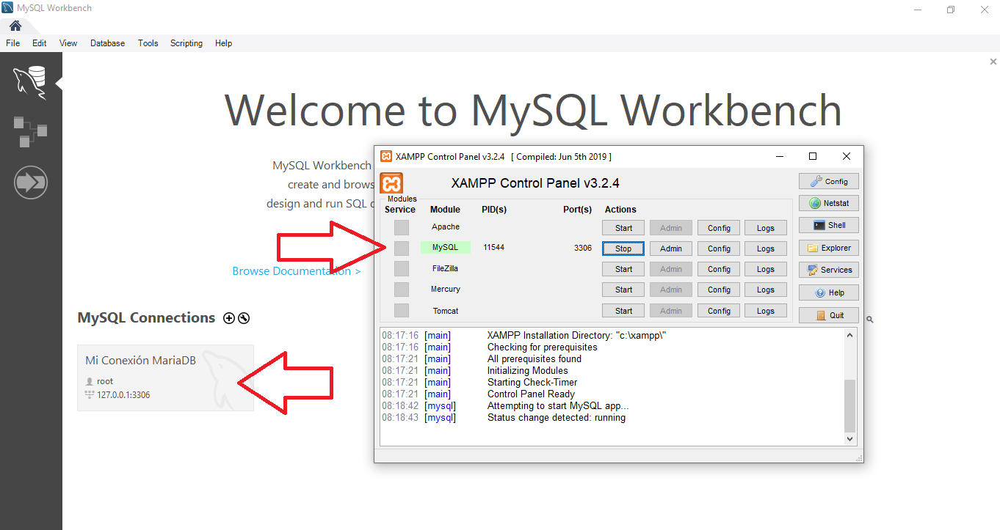 MySQL Workbench
File Edit View Database Tools Scripting Help
Welcome to MySQL Workbench
MySQL Workbench
create and brows
design and run SQL
Browse Documentation >
MySQL Connections
Mi Conexión MariaDB
root
127.0.0.1:3306
XAMPP Control Panel v3.2.4 [ Compiled: Jun 5th 2019 ]
XAMPP Control Panel v3.2.4
Modules
Service Module PID(s) Port(s) Actions
Apache Start Admin Config Logs
MySQL 11544 3306 Stop Admin Config Logs
FileZilla Start Admin Config Logs
Mercury Start Admin Config Logs
Tomcat Start Admin Config Logs
Config
Netstat
Shell
Explorer
Services
Help
Quit
08:17:16 [main] XAMPP Installation Directory: "c:\xampp\"
08:17:16 [main] Checking for prerequisites
08:17:21 [main] All prerequisites found
08:17:21 [main] Initializing Modules
08:17:21 [main] Starting Check-Timer
08:17:21 [main] Control Panel Ready
08:18:42 [mysql] Attempting to start MySQL app...
08:18:43 [mysql] Status change detected: running